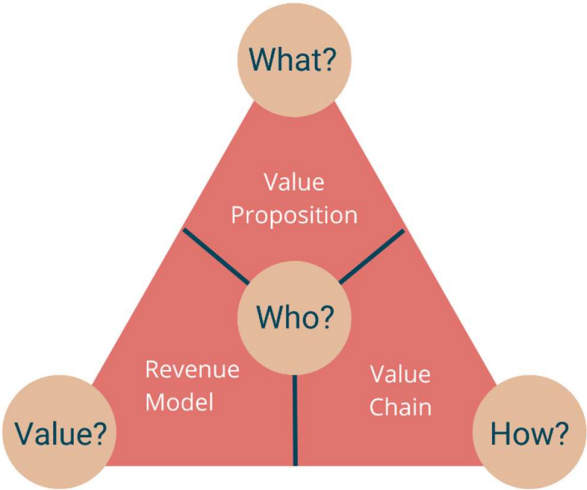 What?
Value
Proposition
Who?
Revenue
Model
Value
Chain
Value?
How?